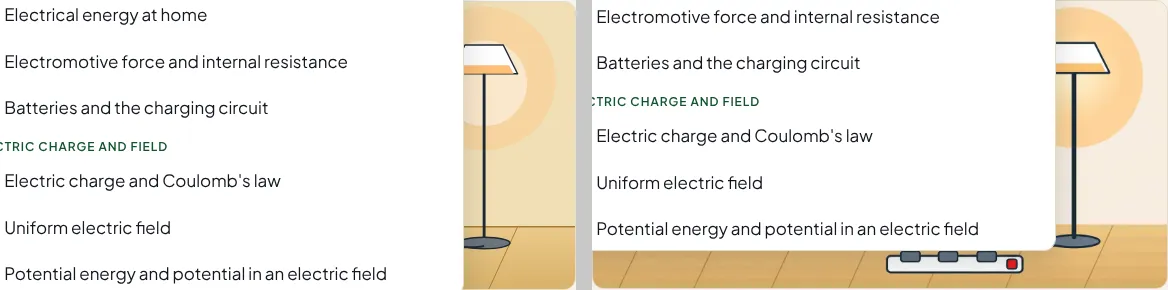 Electrical energy at home
Electromotive force and internal resistance
Batteries and the charging circuit
CTRIC CHARGE AND FIELD
Electric charge and Coulomb's law
Uniform electric field
Potential energy and potential in an electric field
Electromotive force and internal resistance
Batteries and the charging circuit
CTRIC CHARGE AND FIELD
Electric charge and Coulomb's law
Uniform electric field
Potential energy and potential in an electric field